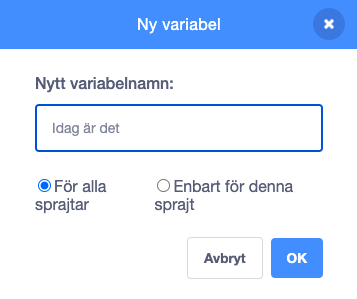 Ny variabel
Nytt variabelnamn:
Idag är det
För alla
sprajtar
Enbart för denna
sprajt
Avbryt
OK